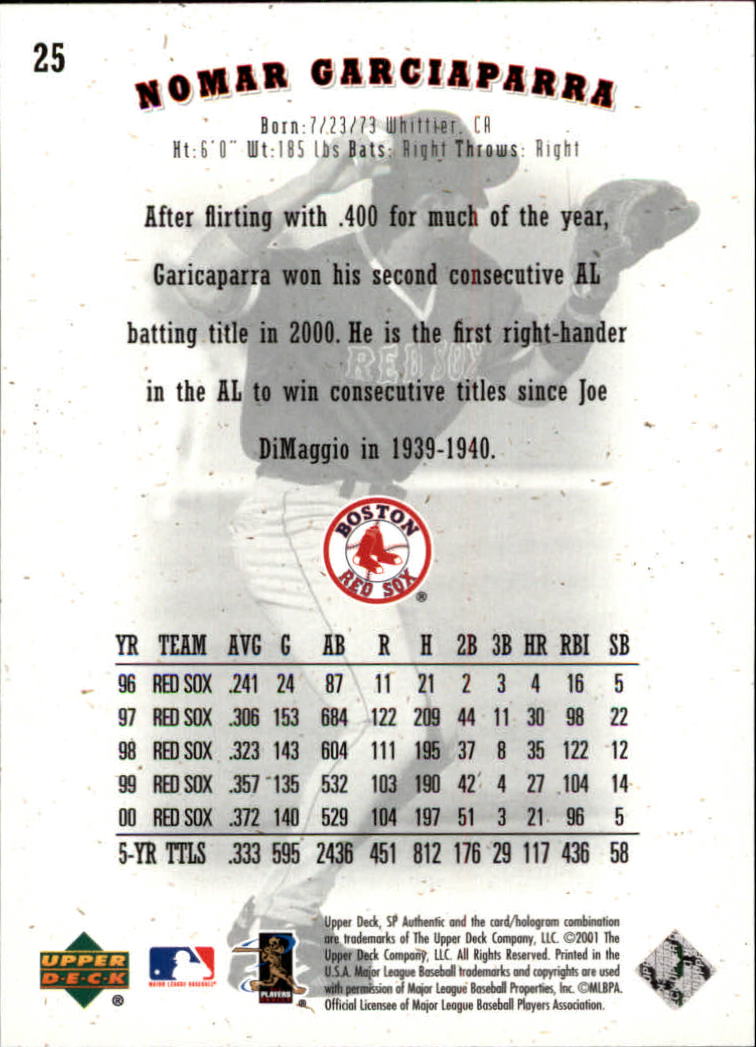 25
NOMAR GARCIAPARRA
Born:7/23/73 Whittier, CA
Ht:6'0" Wt:185 lbs Bats: Right Throws: Right
After flirting with .400 for much of the year,
Garicaparra won his second consecutive AL
batting title in 2000. He is the first right-hander
in the AL to win consecutive titles since Joe
DiMaggio in 1939-1940.
RED SOX
BOSTON
RED SOX
®
YR TEAM AVG G AB R H 2B 3B HR RBI SB
96 RED SOX .241 24 87 11 21 2 3 4 16 5
97 RED SOX .306 153 684 122 209 44 11 30 98 22
98 RED SOX .323 143 604 111 195 37 8 35 122 12
99 RED SOX .357 135 532 103 190 42 4 27 104 14
00 RED SOX .372 140 529 104 197 51 3 21 96 5
5-YR TTLS .333 595 2436 451 812 176 29 117 436 58
Upper Deck, SP Authentic and the card/hologram combination
are trademarks of The Upper Deck Company, LLC. ©2001 The
Upper Deck Company, LLC. All Rights Reserved. Printed in the
U.S.A. Major League Baseball trademarks and copyrights are used
with permission of Major League Baseball Properties, Inc. ©MLBPA.
Official Licensee of Major League Baseball Players Association.
UPPER
DECK
®
MAJOR LEAGUE BASEBALL
PLAYERS